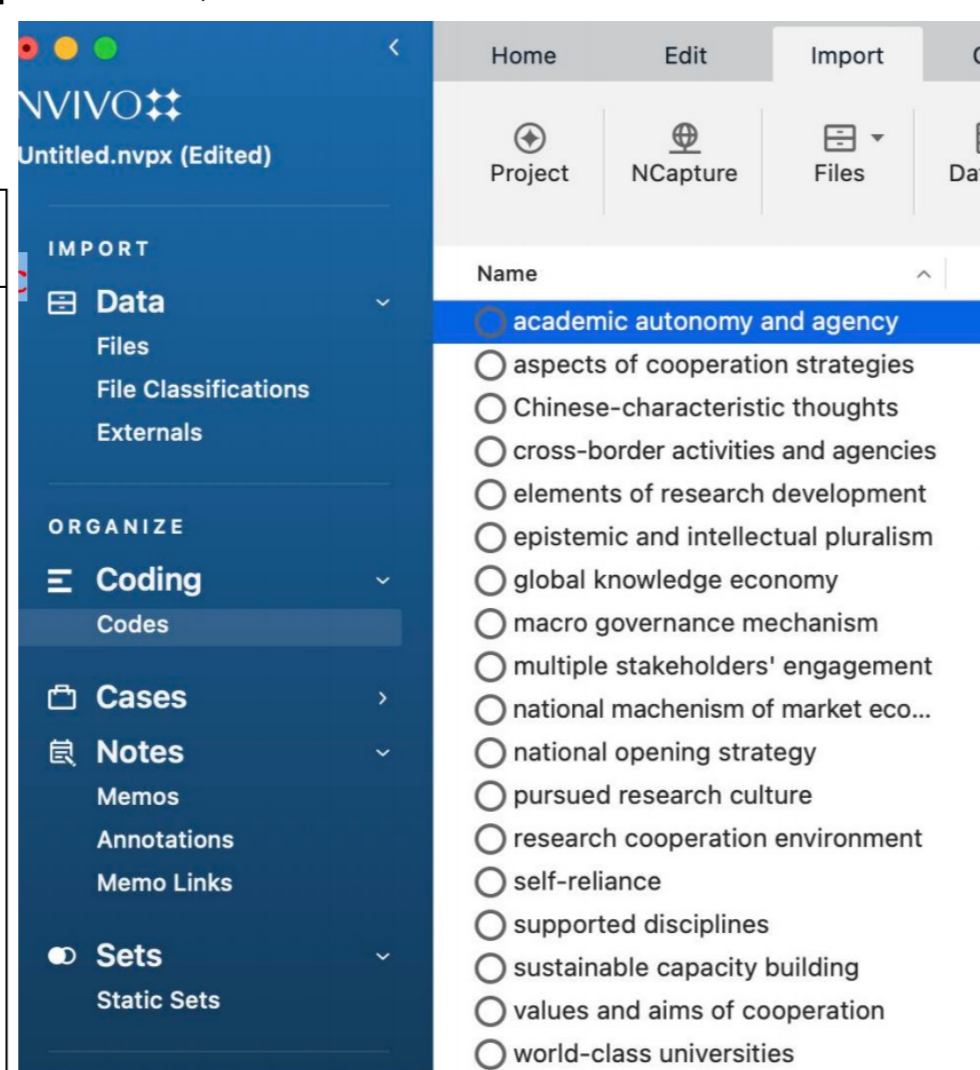 NVIVO
Untitled.nvpx (Edited)
IMPORT
Data
Files
File Classifications
Externals
ORGANIZE
Coding
Codes
Cases
Notes
Memos
Annotations
Memo Links
Sets
Static Sets
Home Edit Import
Project NCapture Files
Name
academic autonomy and agency
aspects of cooperation strategies
Chinese-characteristic thoughts
cross-border activities and agencies
elements of research development
epistemic and intellectual pluralism
global knowledge economy
macro governance mechanism
multiple stakeholders' engagement
national machenism of market eco...
national opening strategy
pursued research culture
research cooperation environment
self-reliance
supported disciplines
sustainable capacity building
values and aims of cooperation
world-class universities